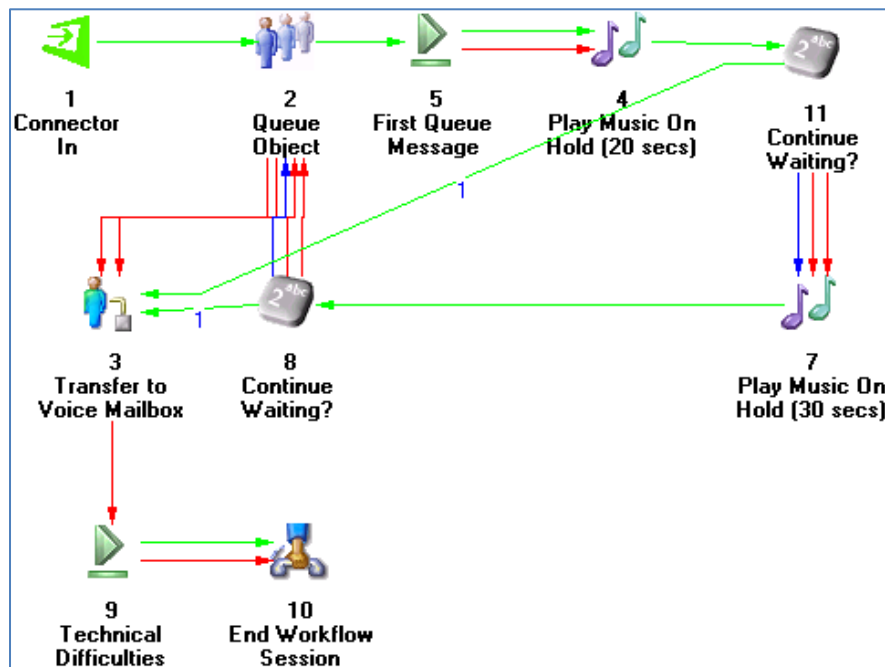 2abc
1
Connector
In
2
Queue
Object
5
First Queue
Message
4
Play Music On
Hold (20 secs)
11
Continue
Waiting?
1
2abc
1
3
Transfer to
Voice Mailbox
8
Continue
Waiting?
7
Play Music On
Hold (30 secs)
9
Technical
Difficulties
10
End Workflow
Session